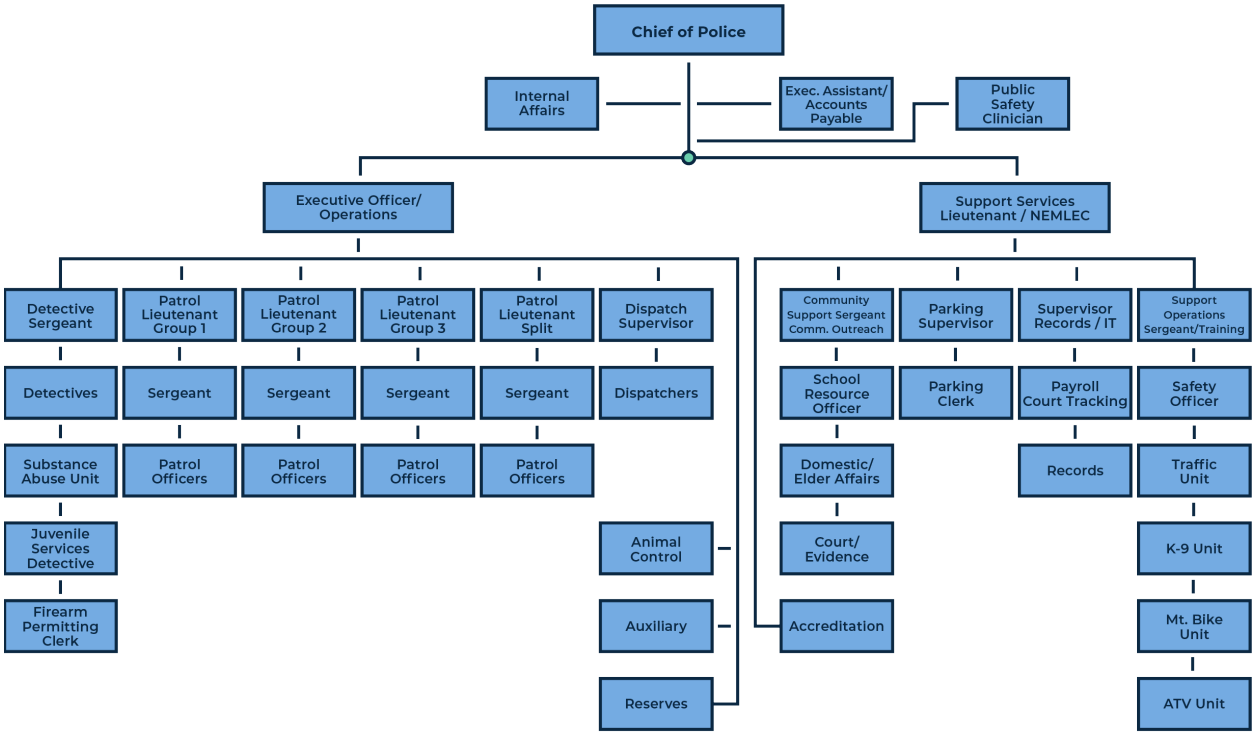 Chief of Police
Internal
Affairs
Exec. Assistant/
Accounts
Payable
Public
Safety
Clinician
Executive Officer/
Operations
Support Services
Lieutenant / NEMLEC
Detective
Sergeant
Patrol
Lieutenant
Group 1
Patrol
Lieutenant
Group 2
Patrol
Lieutenant
Group 3
Patrol
Lieutenant
Split
Dispatch
Supervisor
Community
Support Sergeant
Comm. Outreach
Parking
Supervisor
Supervisor
Records / IT
Support
Operations
Sergeant/Training
Detectives
Sergeant
Sergeant
Sergeant
Sergeant
Dispatchers
School
Resource
Officer
Parking
Clerk
Payroll
Court Tracking
Safety
Officer
Substance
Abuse Unit
Patrol
Officers
Patrol
Officers
Patrol
Officers
Patrol
Officers
Domestic/
Elder Affairs
Records
Traffic
Unit
Juvenile
Services
Detective
Animal
Control
Court/
Evidence
K-9 Unit
Firearm
Permitting
Clerk
Auxiliary
Accreditation
Mt. Bike
Unit
Reserves
ATV Unit